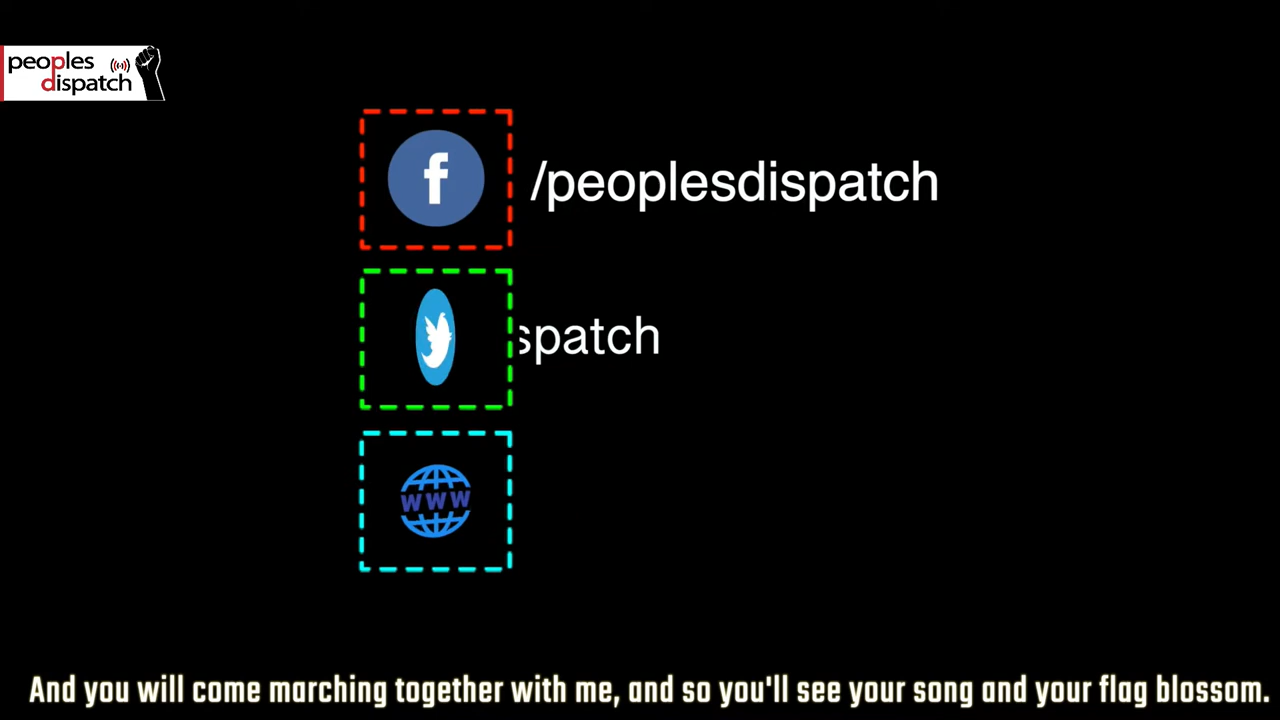 peoples
dispatch
f
/peoplesdispatch
spatch
WWW
And you will come marching together with me, and so you'll see your song and your flag blossom.